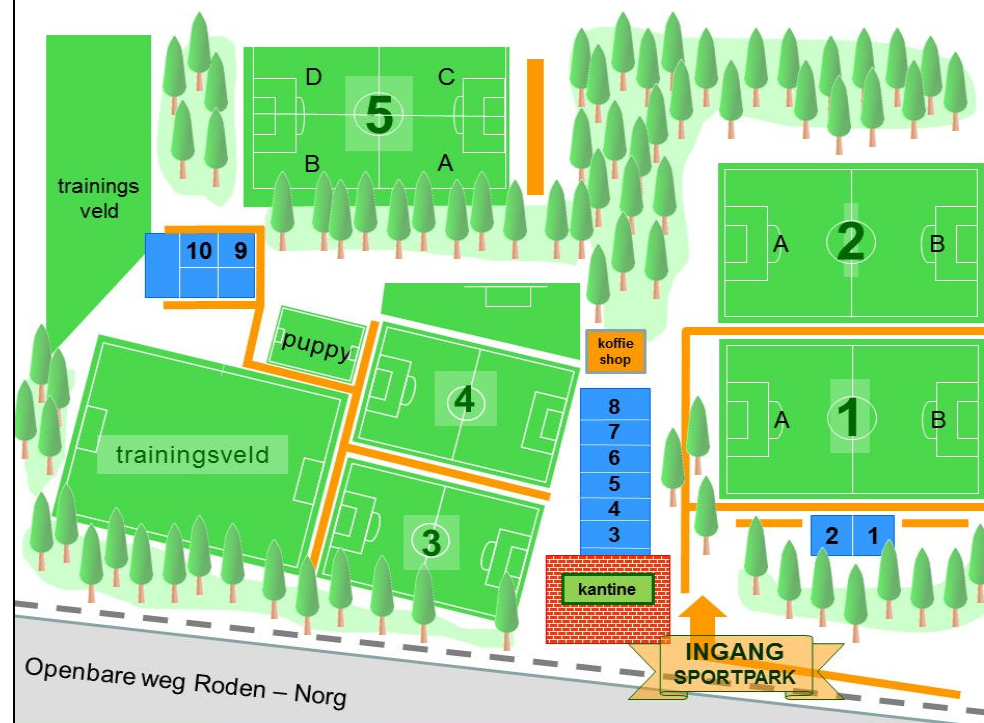 D
C
5
B
A
trainings
veld
10
9
A
2
B
puppy
koffie
shop
4
A
1
B
8
7
6
5
4
3
trainingsveld
3
2
1
kantine
INGANG
SPORTPARK
Openbare weg Roden – Norg